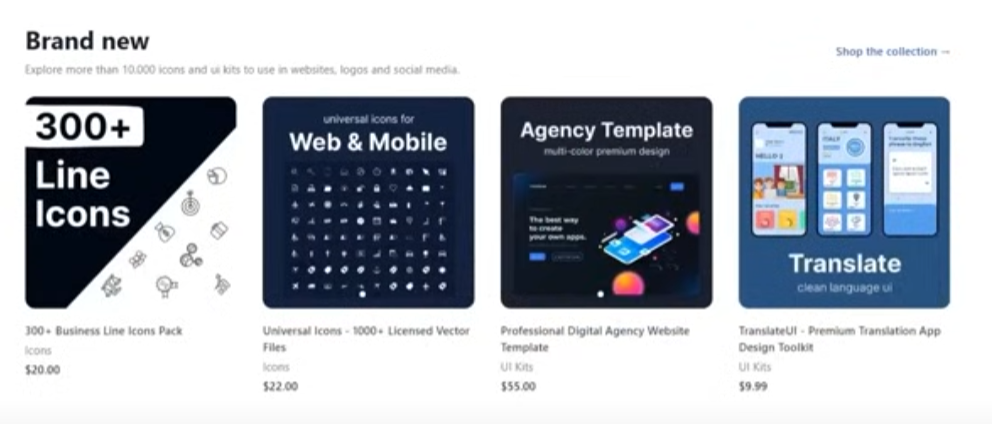 Brand new
Shop the collection →
Explore more than 10.000 icons and ui kits to use in websites, logos and social media.
300+
Line
Icons
universal icons for
Web & Mobile
Agency Template
multi-color premium design
The best way
to create
your own apps.
HELLO
Translate
clean language ui
300+ Business Line Icons Pack
Icons
$20.00
Universal Icons - 1000+ Licensed Vector
Files
Icons
$22.00
Professional Digital Agency Website
Template
UI Kits
$55.00
TranslateUI - Premium Translation App
Design Toolkit
UI Kits
$9.99